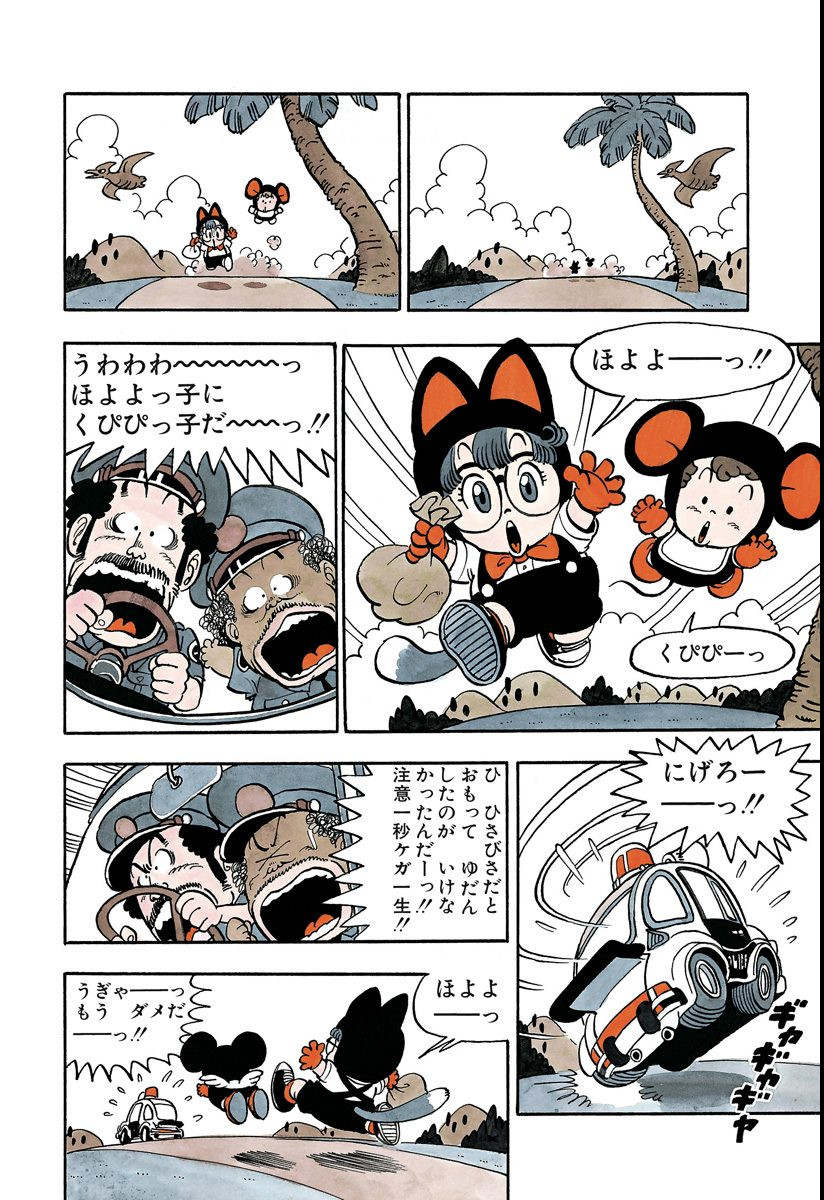 ほよよ――っ!!
くぴぴーっ
うわわわ〜〜〜〜〜〜っ
ほよよっ子に
くぴぴっ子だ〜〜〜っ!!
にげろー
――っ!!
ギャギャギャギャ
ひ ひさびさだと
おもって ゆだん
したのが いけな
かったんだーっ!!
注意一秒ケガ一生!!
ほよよ
――っ
うぎゃ――っ
もう ダメだ
――っ!!